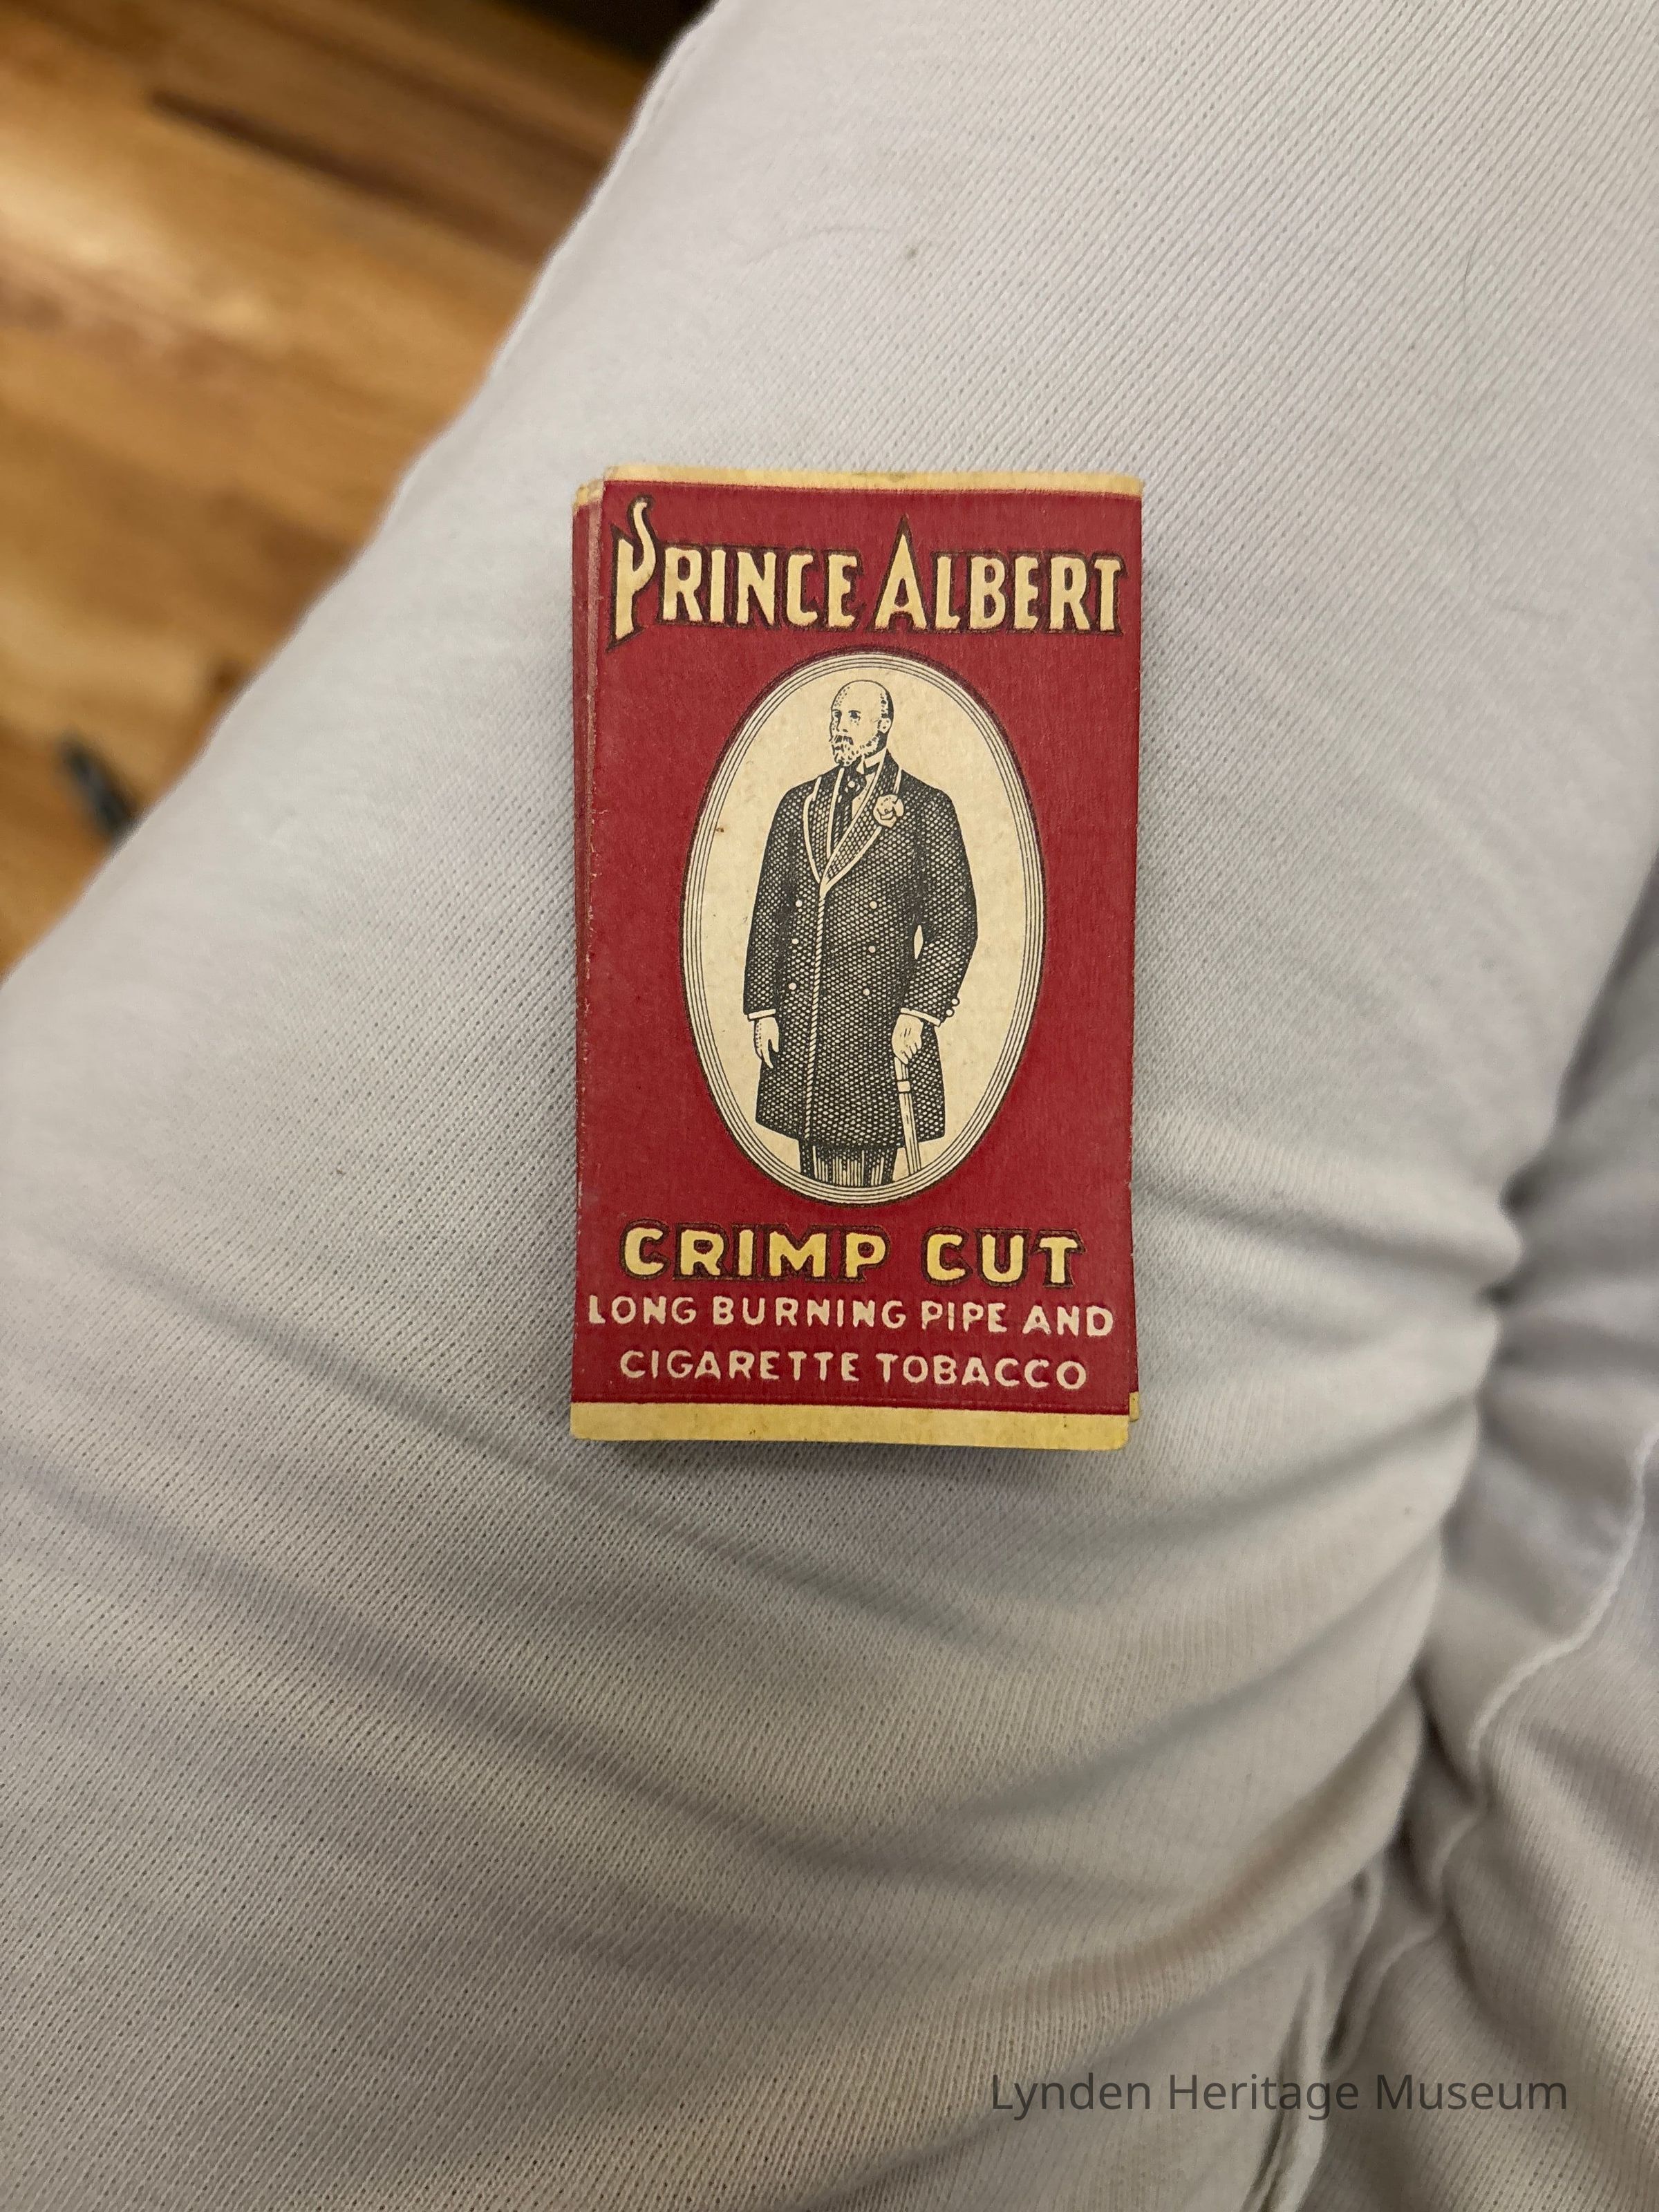 PRINCE ALBERT
CRIMP CUT
LONG BURNING PIPE AND
CIGARETTE TOBACCO
Lynden Heritage Museum